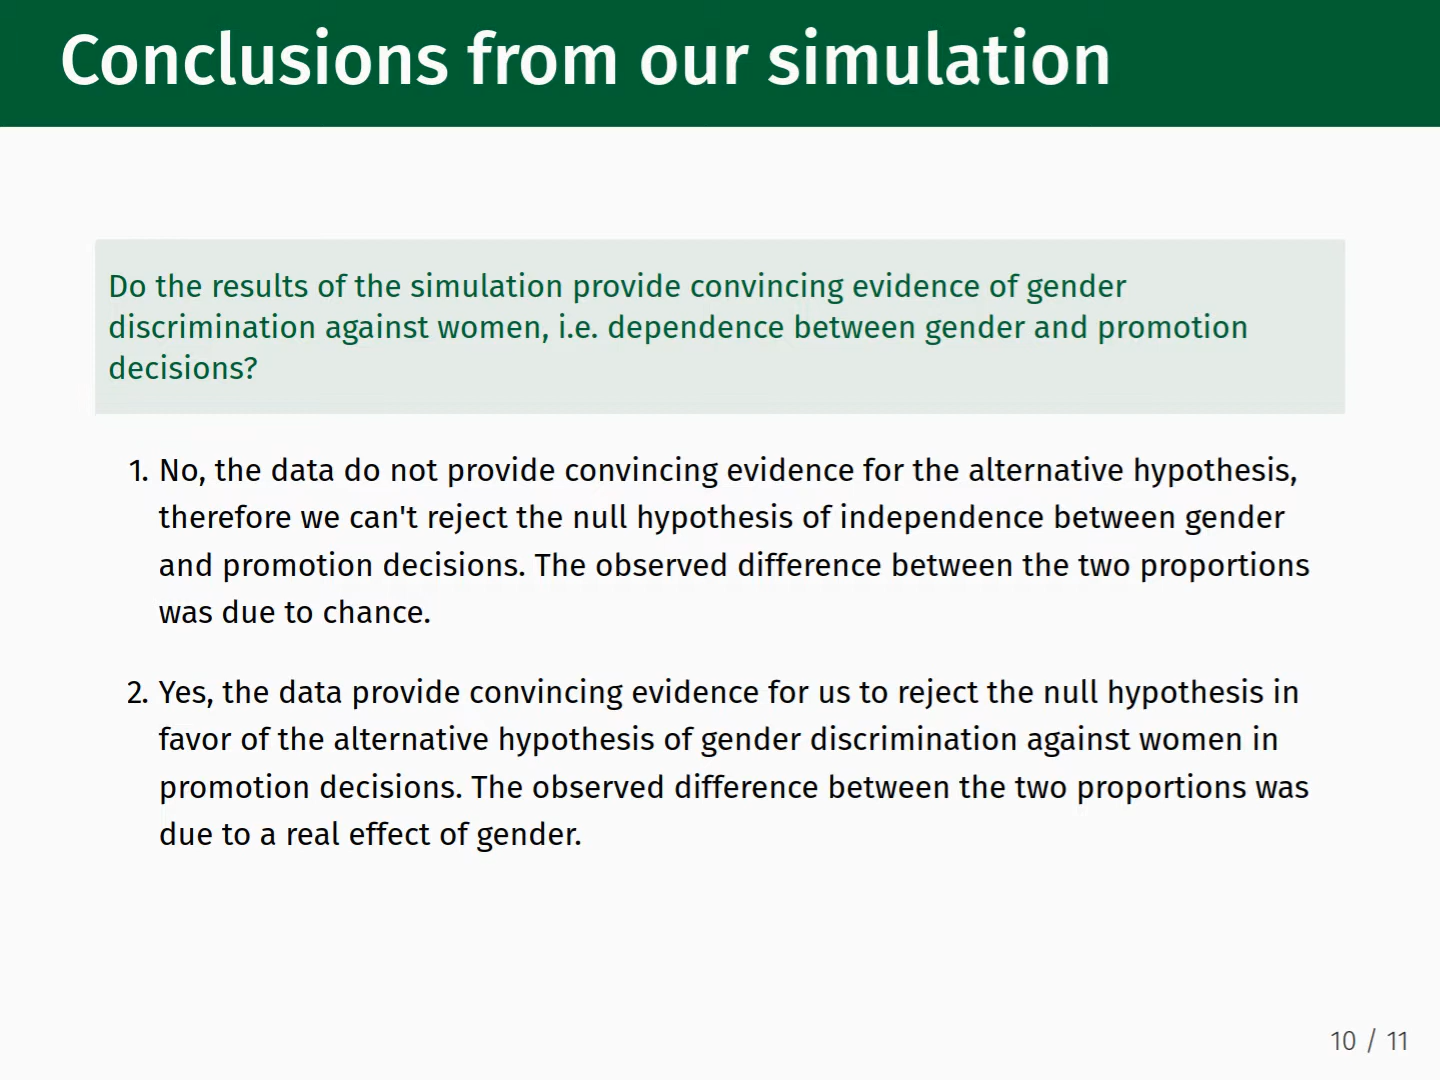 Conclusions from our simulation
Do the results of the simulation provide convincing evidence of gender
discrimination against women, i.e. dependence between gender and promotion
decisions?
1. No, the data do not provide convincing evidence for the alternative hypothesis,
therefore we can't reject the null hypothesis of independence between gender
and promotion decisions. The observed difference between the two proportions
was due to chance.
2. Yes, the data provide convincing evidence for us to reject the null hypothesis in
favor of the alternative hypothesis of gender discrimination against women in
promotion decisions. The observed difference between the two proportions was
due to a real effect of gender.
10 / 11